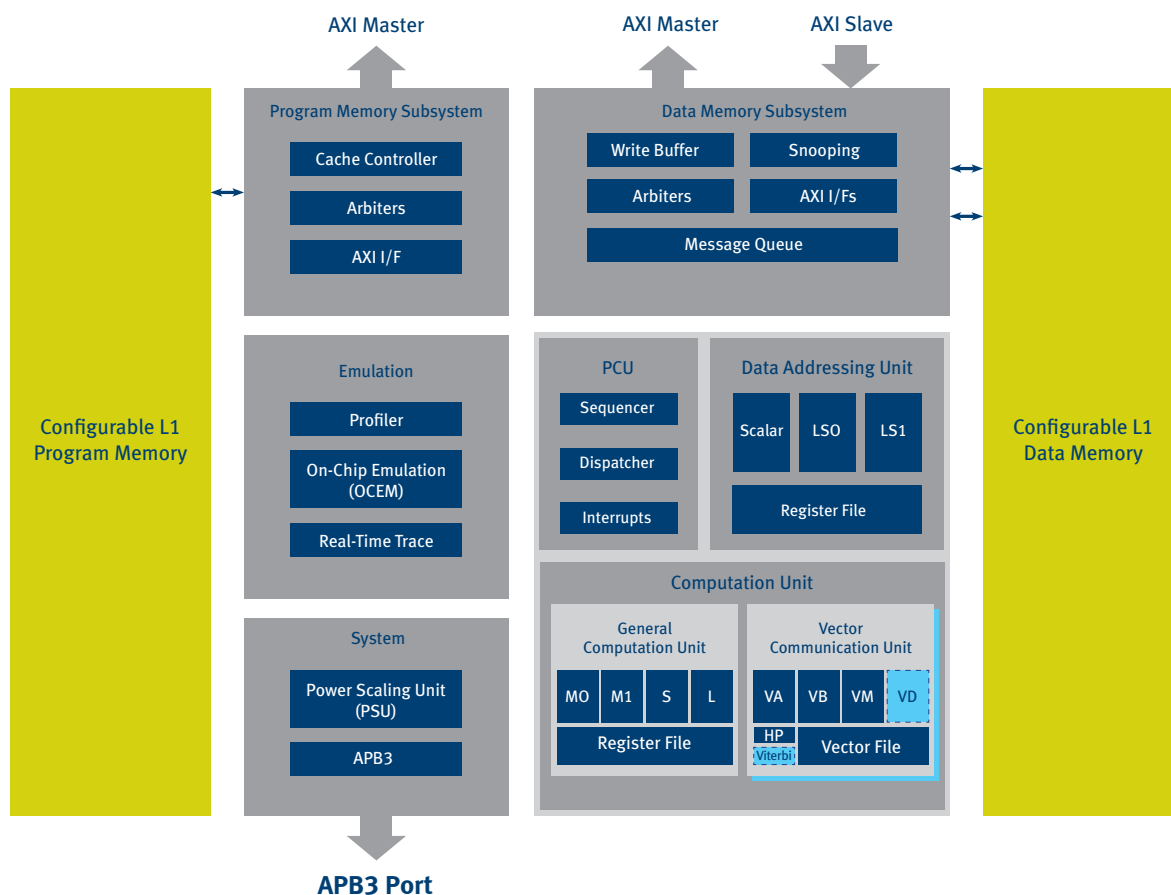 AXI Master
AXI Master
AXI Slave
Configurable L1
Program Memory
Program Memory Subsystem
Cache Controller
Arbiters
AXI I/F
Data Memory Subsystem
Write Buffer
Snooping
Arbiters
AXI I/Fs
Message Queue
Emulation
Profiler
On-Chip Emulation
(OCEM)
Real-Time Trace
PCU
Sequencer
Dispatcher
Interrupts
Data Addressing Unit
Scalar
LSO
LS1
Register File
Configurable L1
Data Memory
System
Power Scaling Unit
(PSU)
APB3
Computation Unit
General
Computation Unit
MO
M1
S
L
Register File
Vector
Communication Unit
VA
VB
VM
VD
HP
Viterbi
Vector File
APB3 Port